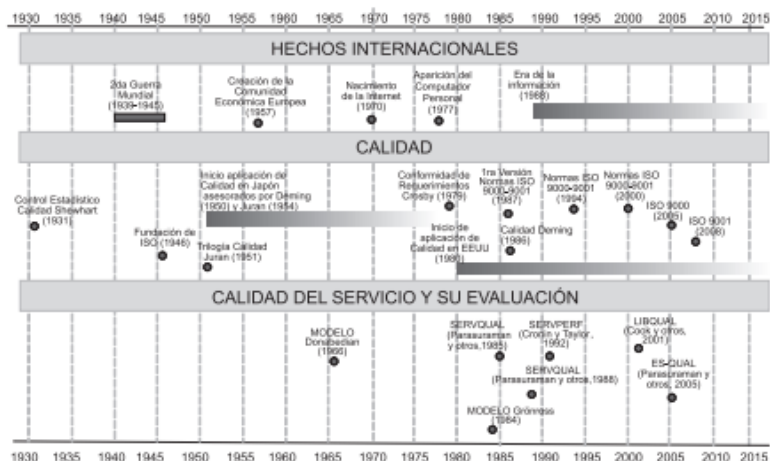 1930 1935 1940 1945 1950 1955 1960 1965 1970 1975 1980 1985 1990 1995 2000 2005 2010 2015
HECHOS INTERNACIONALES
2da Guerra
Mundial
(1939-1945)
Creación de la
Comunidad
Económica Europea
(1957)
Nacimiento
de la Internet
(1970)
Aparición del
Computador
Personal
(1977)
Era de la
información
(1988)
CALIDAD
Control Estadístico
Calidad Shewhart
(1931)
Fundación de
ISO (1946)
Inicio aplicación de
Calidad en Japón
asesorados por Deming
(1950) y Juran (1954)
Trilogía Calidad
Juran (1951)
Conformidad de
Requerimientos
Crosby (1979)
Inicio de
aplicación de
Calidad en EEUU
(1980)
1ra Versión
Normas ISO
9000-9001
(1987)
Calidad Deming
(1986)
Normas ISO
9000-9001
(1994)
Normas ISO
9000-9001
(2000)
ISO 9000
(2005)
ISO 9001
(2008)
CALIDAD DEL SERVICIO Y SU EVALUACIÓN
MODELO
Donabedian
(1966)
SERVQUAL
(Parasuraman
y otros,1985)
SERVPERF
(Cronin y Taylor,
1992)
SERVQUAL
(Parasuraman y otros,1988)
MODELO Grönross
(1984)
LIBQUAL
(Cook y otros,
2001)
ES-QUAL
(Parasuraman y
otros, 2005)
1930 1935 1940 1945 1950 1955 1960 1965 1970 1975 1980 1985 1990 1995 2000 2005 2010 2015